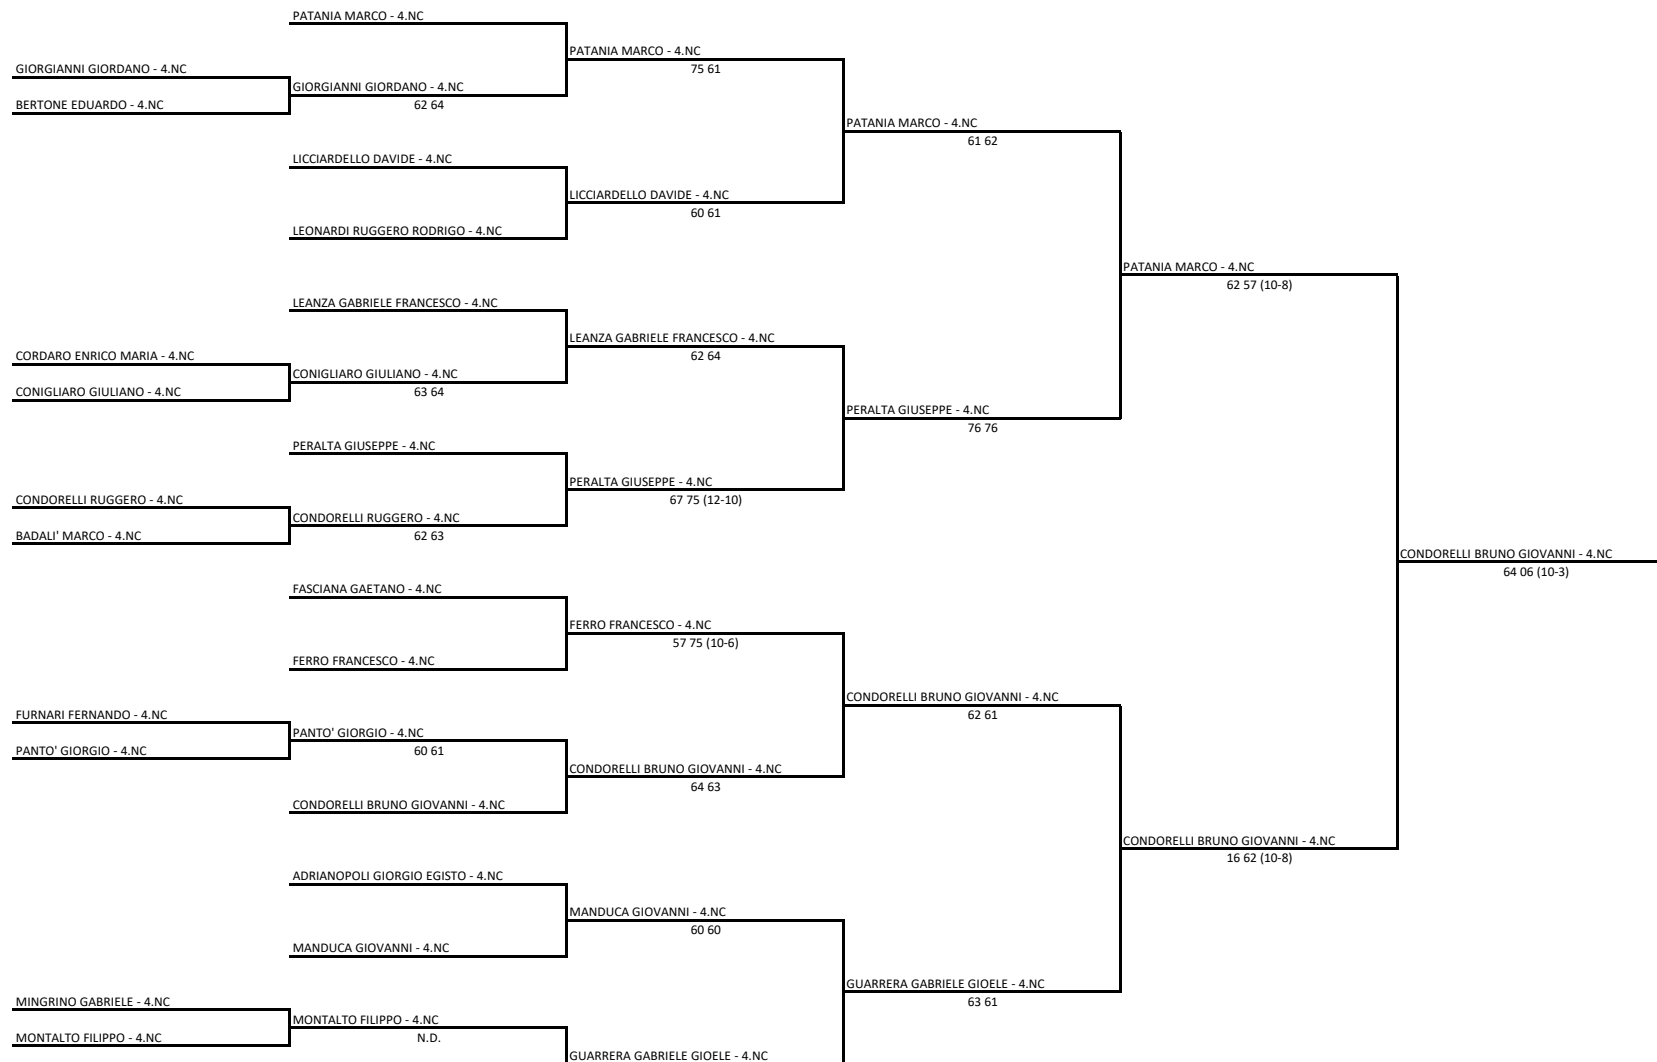 PATANIA MARCO - 4.NC
PATANIA MARCO - 4.NC
GIORGIANNI GIORDANO - 4.NC
75 61
GIORGIANNI GIORDANO - 4.NC
BERTONE EDUARDO - 4.NC
62 64
PATANIA MARCO - 4.NC
61 62
LICCIARDELLO DAVIDE - 4.NC
LICCIARDELLO DAVIDE - 4.NC
60 61
LEONARDI RUGGERO RODRIGO - 4.NC
PATANIA MARCO - 4.NC
62 57 (10-8)
LEANZA GABRIELE FRANCESCO - 4.NC
LEANZA GABRIELE FRANCESCO - 4.NC
CORDARO ENRICO MARIA - 4.NC
62 64
CONIGLIARO GIULIANO - 4.NC
CONIGLIARO GIULIANO - 4.NC
63 64
PERALTA GIUSEPPE - 4.NC
76 76
PERALTA GIUSEPPE - 4.NC
PERALTA GIUSEPPE - 4.NC
CONDORELLI RUGGERO - 4.NC
67 75 (12-10)
CONDORELLI RUGGERO - 4.NC
BADALI' MARCO - 4.NC
62 63
CONDORELLI BRUNO GIOVANNI - 4.NC
64 06 (10-3)
FASCIANA GAETANO - 4.NC
FERRO FRANCESCO - 4.NC
57 75 (10-6)
FERRO FRANCESCO - 4.NC
CONDORELLI BRUNO GIOVANNI - 4.NC
FURNARI FERNANDO - 4.NC
62 61
PANTO' GIORGIO - 4.NC
PANTO' GIORGIO - 4.NC
60 61
CONDORELLI BRUNO GIOVANNI - 4.NC
64 63
CONDORELLI BRUNO GIOVANNI - 4.NC
CONDORELLI BRUNO GIOVANNI - 4.NC
16 62 (10-8)
ADRIANOPOLI GIORGIO EGISTO - 4.NC
MANDUCA GIOVANNI - 4.NC
60 60
MANDUCA GIOVANNI - 4.NC
GUARRERA GABRIELE GIOELE - 4.NC
MINGRINO GABRIELE - 4.NC
63 61
MONTALTO FILIPPO - 4.NC
MONTALTO FILIPPO - 4.NC
N.D.
GUARRERA GABRIELE GIOELE - 4.NC